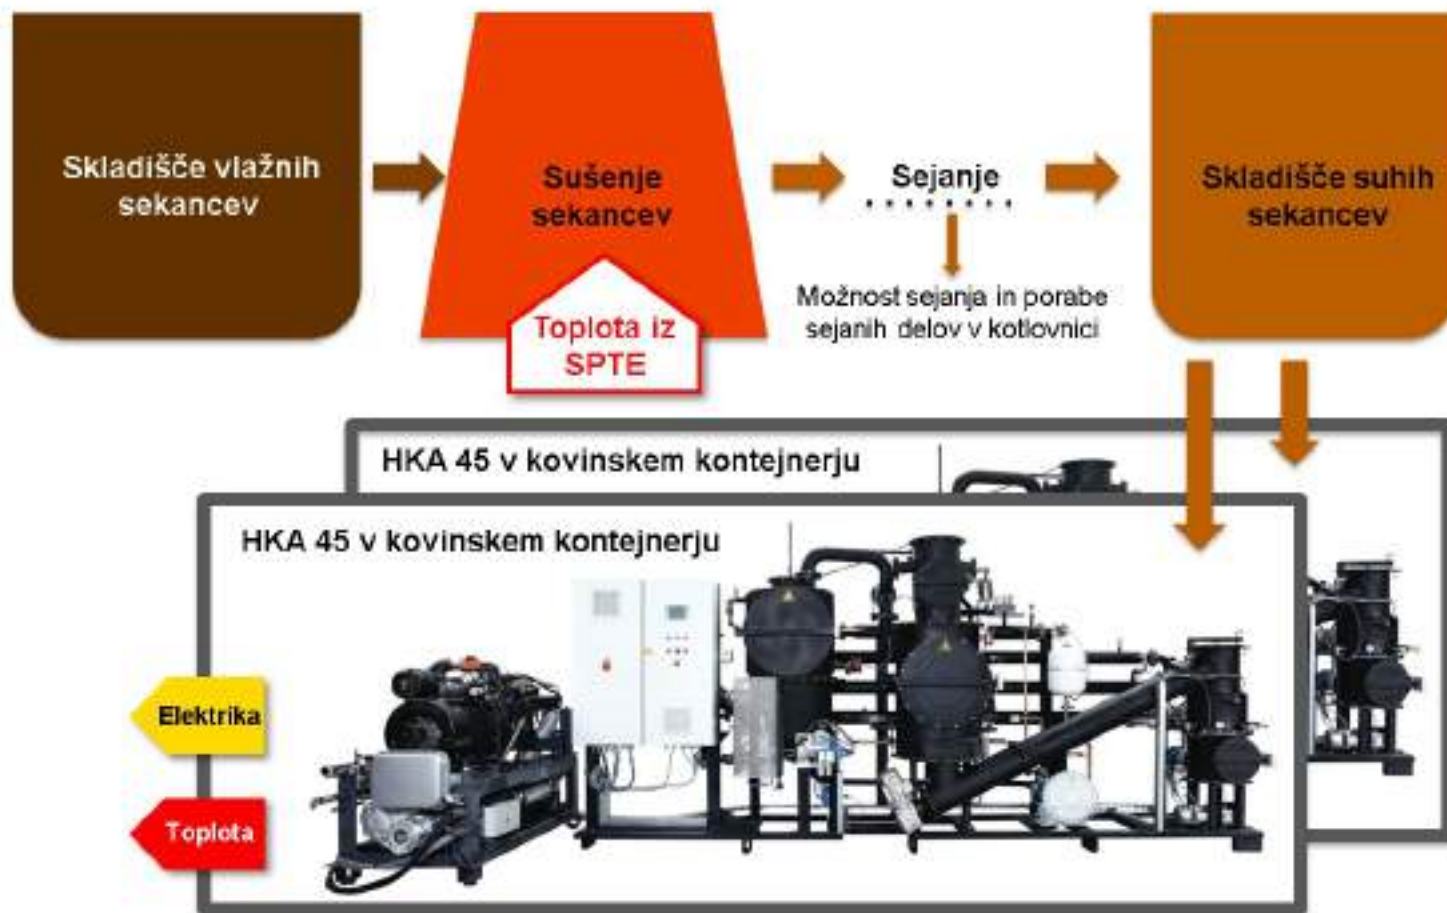 Skladišče vlažnih
sekancev
Sušenje
sekancev
Sejanje
Skladišče suhih
sekancev
Možnost sejanja in porabe
sejanih delov v kotlovnici
Toplota iz
SPTE
HKA 45 v kovinskem kontejnerju
HKA 45 v kovinskem kontejnerju
Elektrika
Toplota